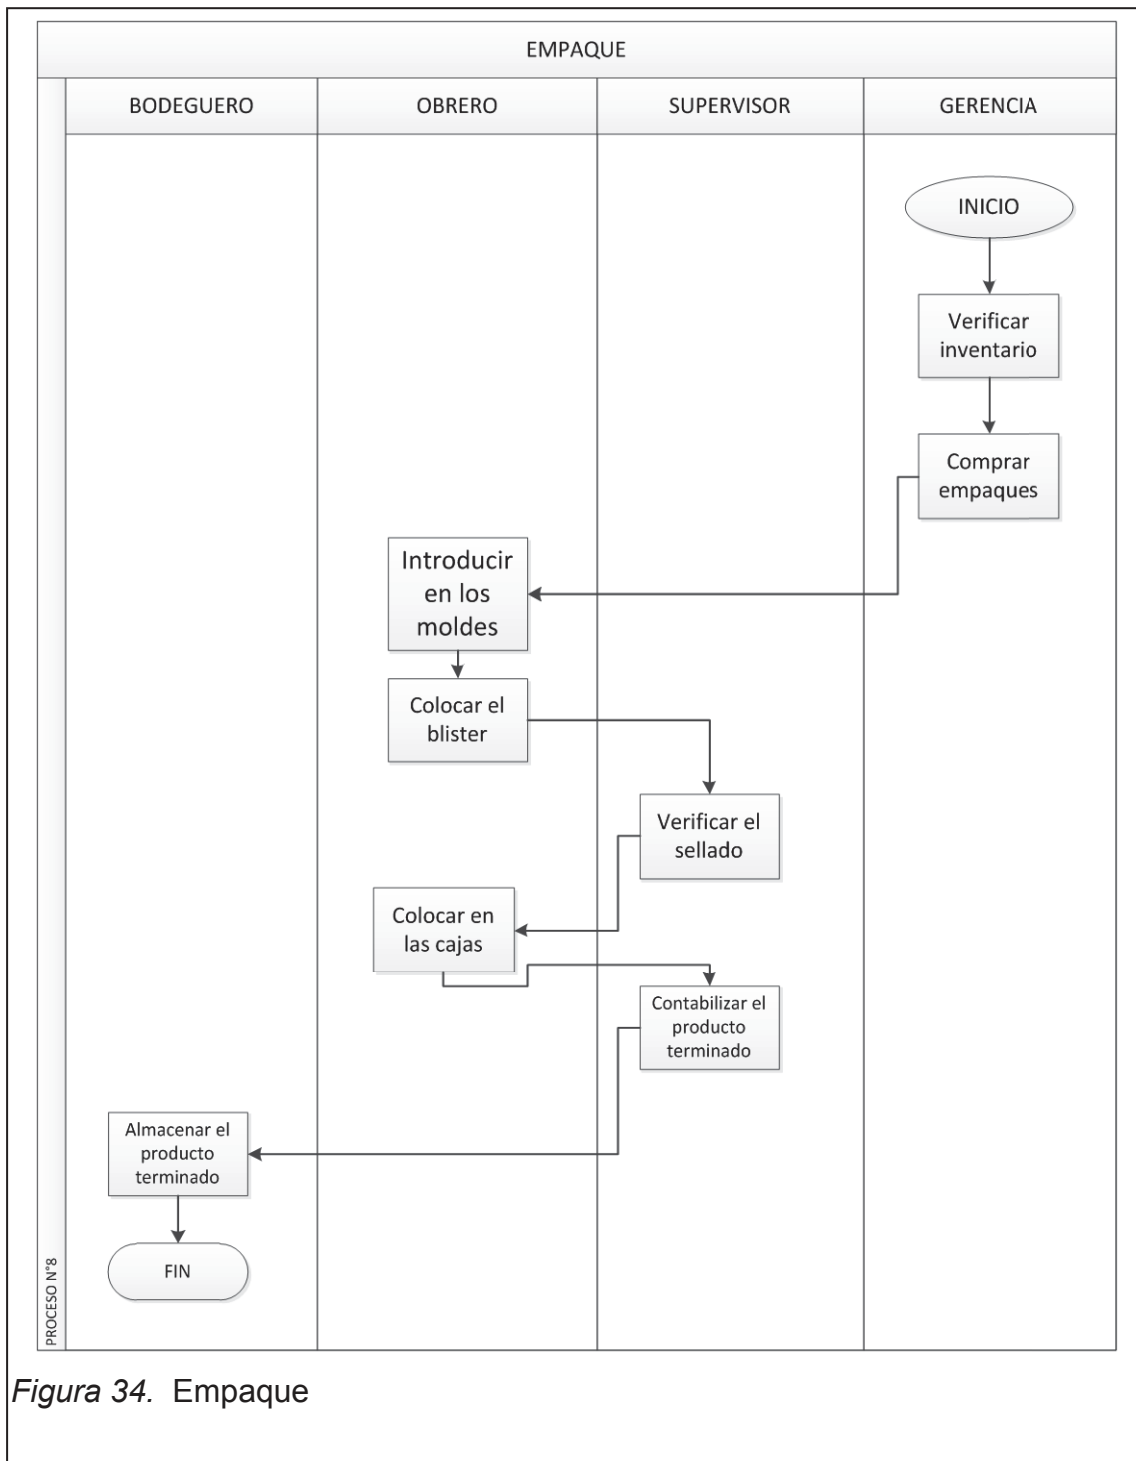 EMPAQUE
BODEGUERO
OBRERO
SUPERVISOR
GERENCIA
INICIO
Verificar
inventario
Comprar
empaques
Introducir
en los
moldes
Colocar el
blister
Verificar el
sellado
Colocar en
las cajas
Contabilizar el
producto
terminado
Almacenar el
producto
terminado
FIN
PROCESO N°8
Figura 34. Empaque